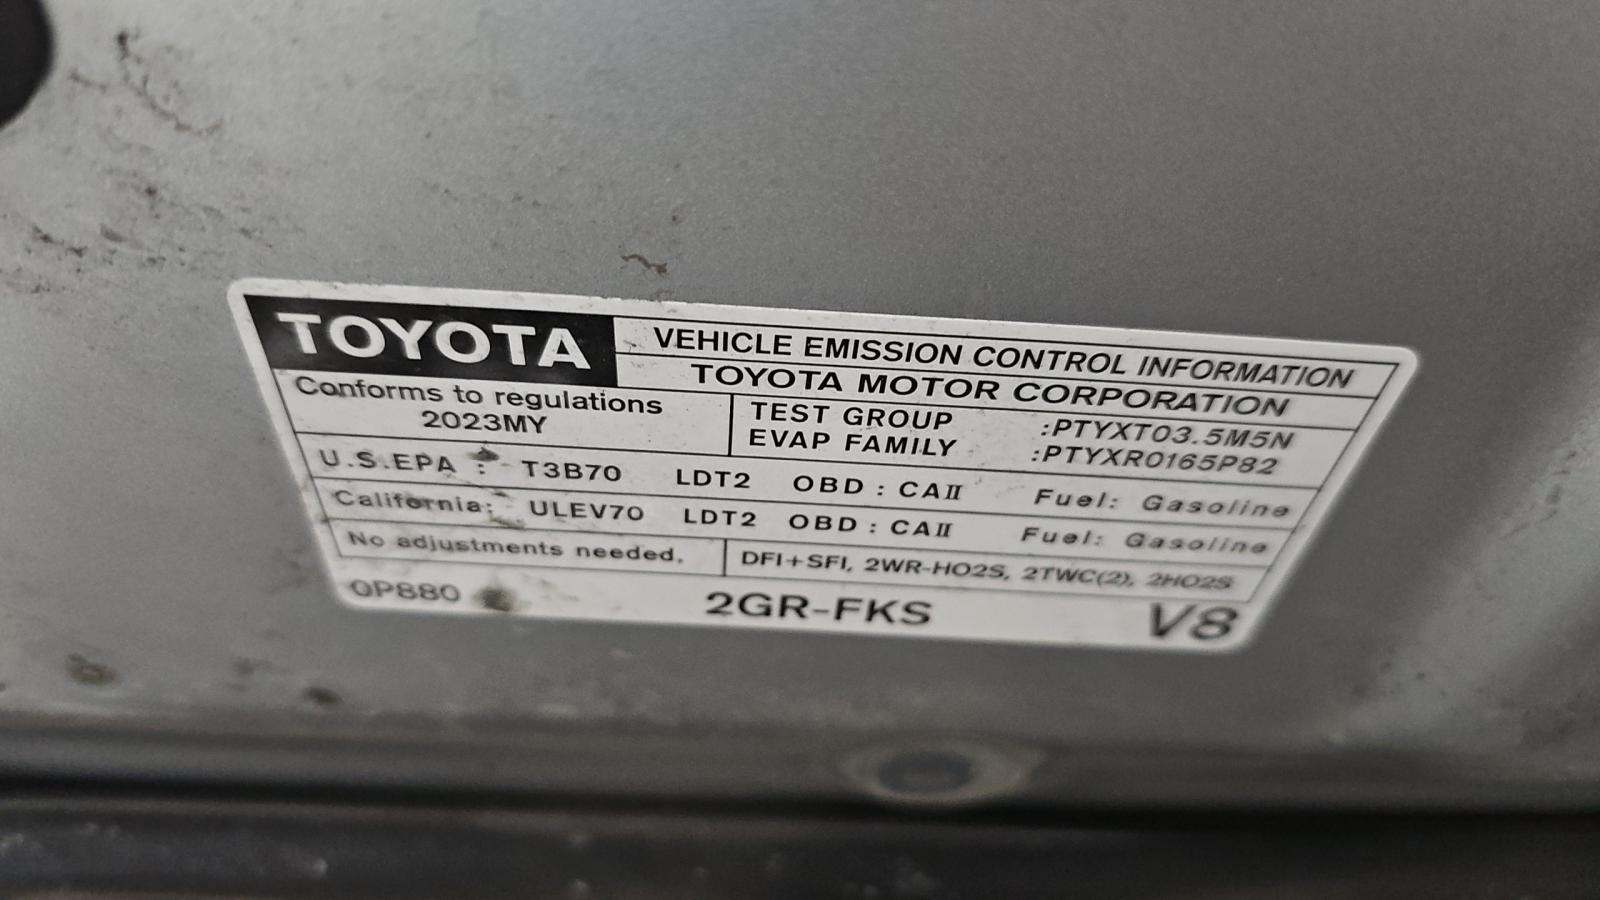 TOYOTA
VEHICLE EMISSION CONTROL INFORMATION
TOYOTA MOTOR CORPORATION
Conforms to regulations
2023MY
TEST GROUP :PTYXT03.5M5N
EVAP FAMILY :PTYXR0165P82
U.S.EPA : T3B70 LDT2 OBD : CAII Fuel: Gasoline
California: ULEV70 LDT2 OBD : CAII Fuel: Gasoline
No adjustments needed.
DFI+SFI, 2WR-HO2S, 2TWC(2), 2HO2S
0P880 2GR-FKS V8